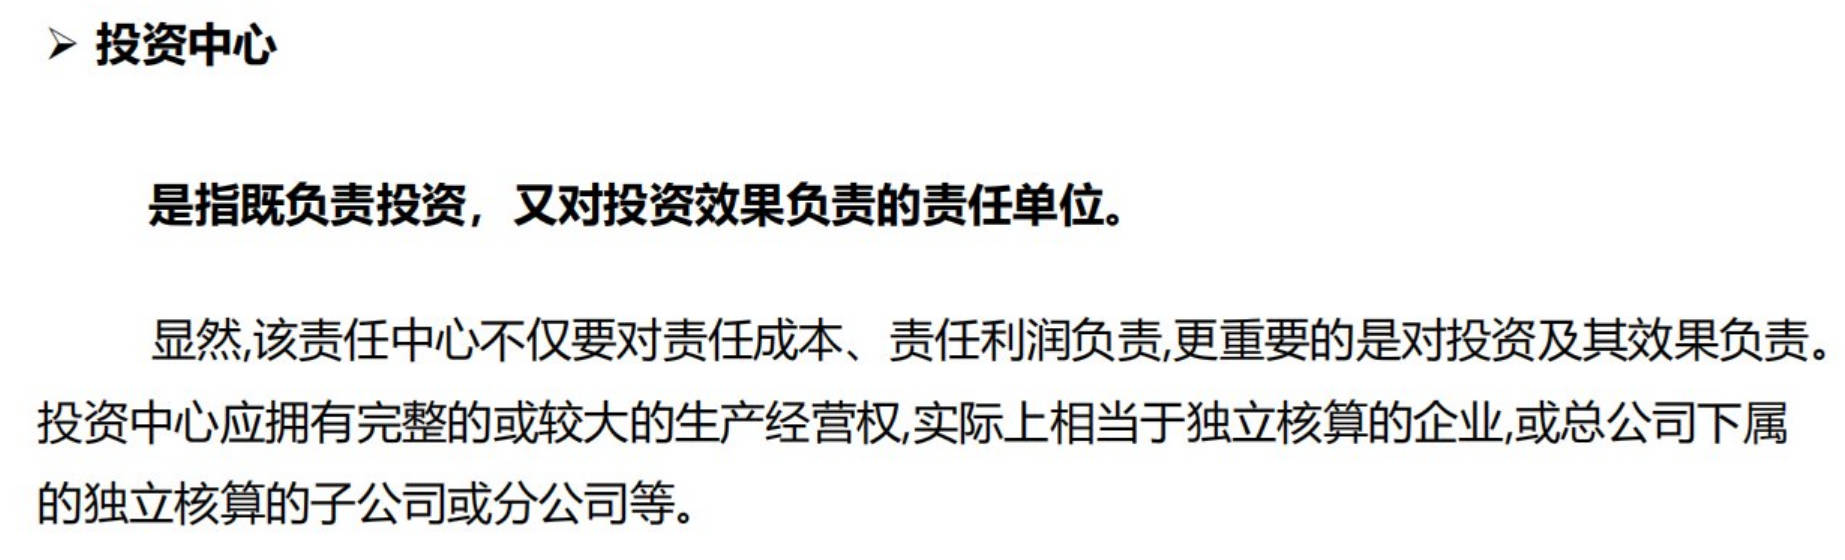 ➢ 投资中心
是指既负责投资，又对投资效果负责的责任单位。
显然,该责任中心不仅要对责任成本、责任利润负责,更重要的是对投资及其效果负责。
投资中心应拥有完整的或较大的生产经营权,实际上相当于独立核算的企业,或总公司下属
的独立核算的子公司或分公司等。